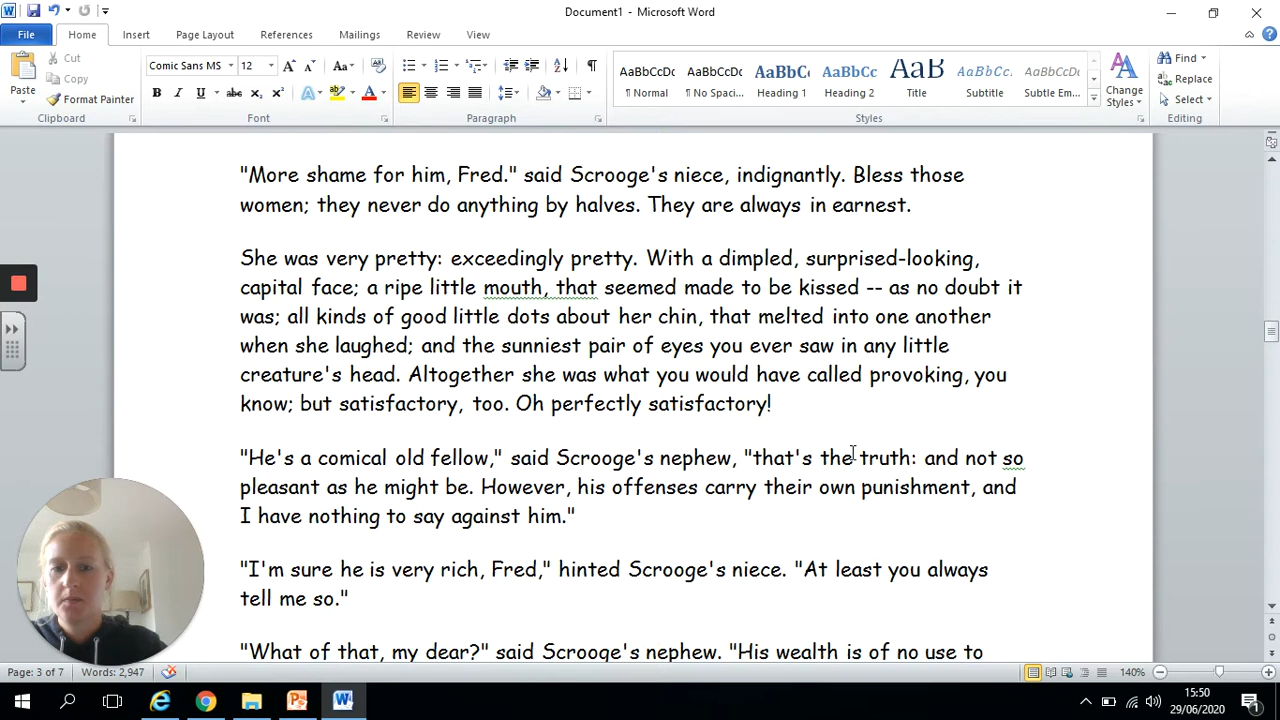 Document1 - Microsoft Word
File Home Insert Page Layout References Mailings Review View
Cut
Copy
Format Painter
Paste
Clipboard
Comic Sans MS 12
Font
Paragraph
AaBbCcDc AaBbCcDc AaBbC AaBbCc AaB AaBbCcI AaBbCcDc
¶ Normal ¶ No Spaci... Heading 1 Heading 2 Title Subtitle Subtle Em...
Styles
Change
Styles
Find
Replace
Select
Editing
"More shame for him, Fred." said Scrooge's niece, indignantly. Bless those
women; they never do anything by halves. They are always in earnest.
She was very pretty: exceedingly pretty. With a dimpled, surprised-looking,
capital face; a ripe little mouth, that seemed made to be kissed -- as no doubt it
was; all kinds of good little dots about her chin, that melted into one another
when she laughed; and the sunniest pair of eyes you ever saw in any little
creature's head. Altogether she was what you would have called provoking, you
know; but satisfactory, too. Oh perfectly satisfactory!
"He's a comical old fellow," said Scrooge's nephew, "that's the truth: and not so
pleasant as he might be. However, his offenses carry their own punishment, and
I have nothing to say against him."
"I'm sure he is very rich, Fred," hinted Scrooge's niece. "At least you always
tell me so."
"What of that, my dear?" said Scrooge's nephew. "His wealth is of no use to
Page: 3 of 7 Words: 2,947 140%
15:50
29/06/2020